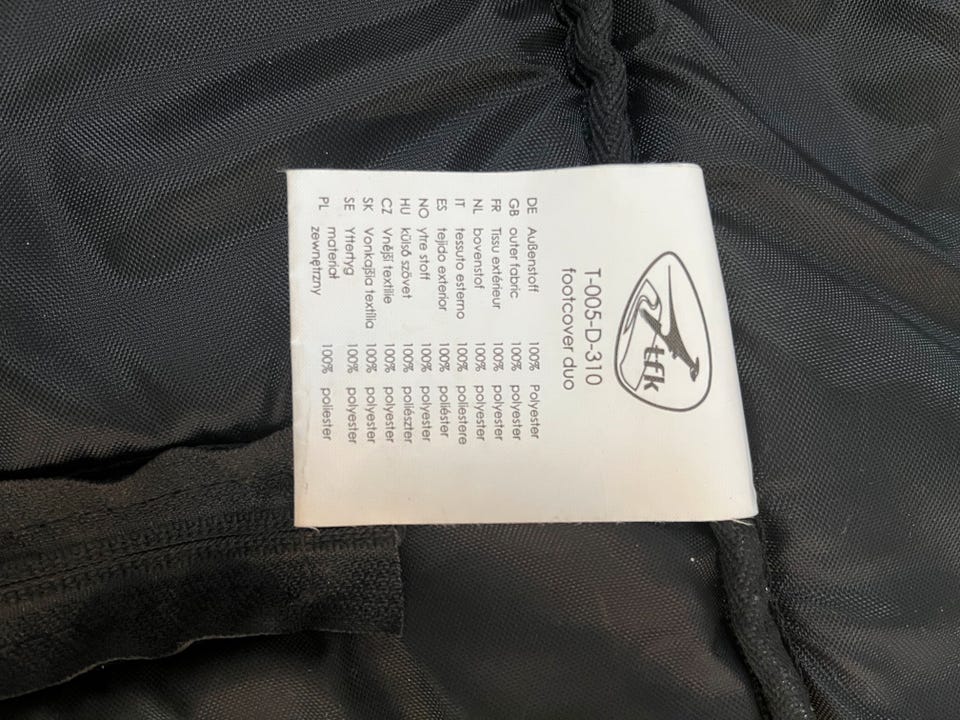 tfk
T-005-D-310
footcover duo
DE Außenstoff 100% Polyester
GB outer fabric 100% polyester
FR Tissu extérieur 100% polyester
NL bovenstof 100% polyester
IT tessuto esterno 100% poliestere
ES tejido exterior 100% poliéster
NO ytre stoff 100% polyester
HU külső szövet 100% poliészter
CZ Vnější textilie 100% polyester
SK Vonkajšia textília 100% polyester
SE Yttertyg 100% polyester
PL materiał zewnętrzny 100% poliester